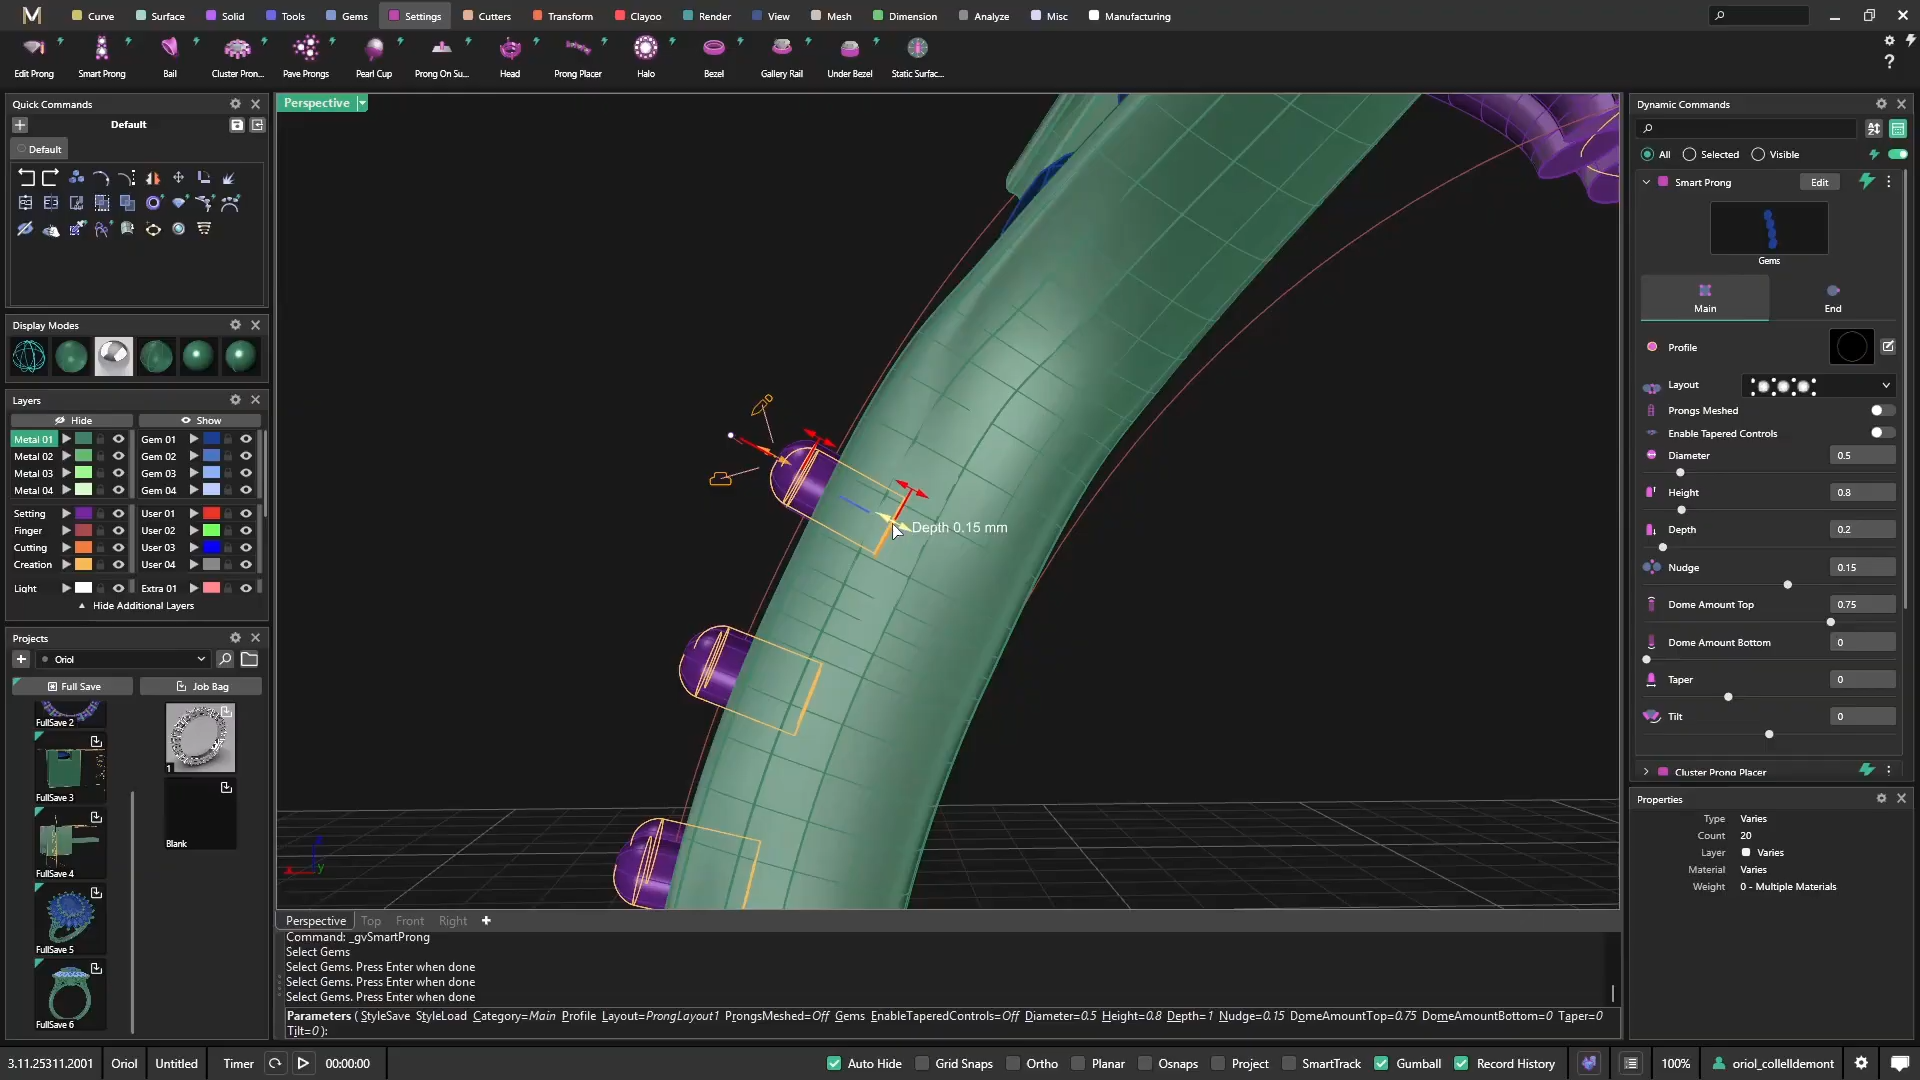 Curve Surface Solid Tools Gems Settings Cutters Transform Clayoo Render View Mesh Dimension Analyze Misc Manufacturing
Edit Prong Smart Prong Bail Cluster Pron... Pave Prongs Pearl Cup Prong On Su... Head Prong Placer Halo Bezel Gallery Rail Under Bezel Static Surfac...
Quick Commands
Default
Default
Display Modes
Layers
Hide Show
Metal 01 Gem 01
Metal 02 Gem 02
Metal 03 Gem 03
Metal 04 Gem 04
Setting User 01
Finger User 02
Cutting User 03
Creation User 04
Light Extra 01
Hide Additional Layers
Projects
Oriol
Full Save Job Bag
FullSave 2
1
FullSave 3
Blank
FullSave 4
FullSave 5
FullSave 6
Perspective
Depth 0.15 mm
y
Perspective Top Front Right
Command: _gvSmartProng
Select Gems
Select Gems. Press Enter when done
Select Gems. Press Enter when done
Select Gems. Press Enter when done
Parameters ( StyleSave StyleLoad Category=Main Profile Layout=ProngLayout1 ProngsMeshed=Off Gems EnableTaperedControls=Off Diameter=0.5 Height=0.8 Depth=1 Nudge=0.15 DomeAmountTop=0.75 DomeAmountBottom=0 Taper=0
Tilt=0 ):
Dynamic Commands
All Selected Visible
Smart Prong Edit
Gems
Main End
Profile
Layout
Prongs Meshed
Enable Tapered Controls
Diameter 0.5
Height 0.8
Depth 0.2
Nudge 0.15
Dome Amount Top 0.75
Dome Amount Bottom 0
Taper 0
Tilt 0
Cluster Prong Placer
Properties
Type Varies
Count 20
Layer Varies
Material Varies
Weight 0 - Multiple Materials
3.11.25311.2001 Oriol Untitled Timer 00:00:00 Auto Hide Grid Snaps Ortho Planar Osnaps Project SmartTrack Gumball Record History 100% oriol_collelldemont